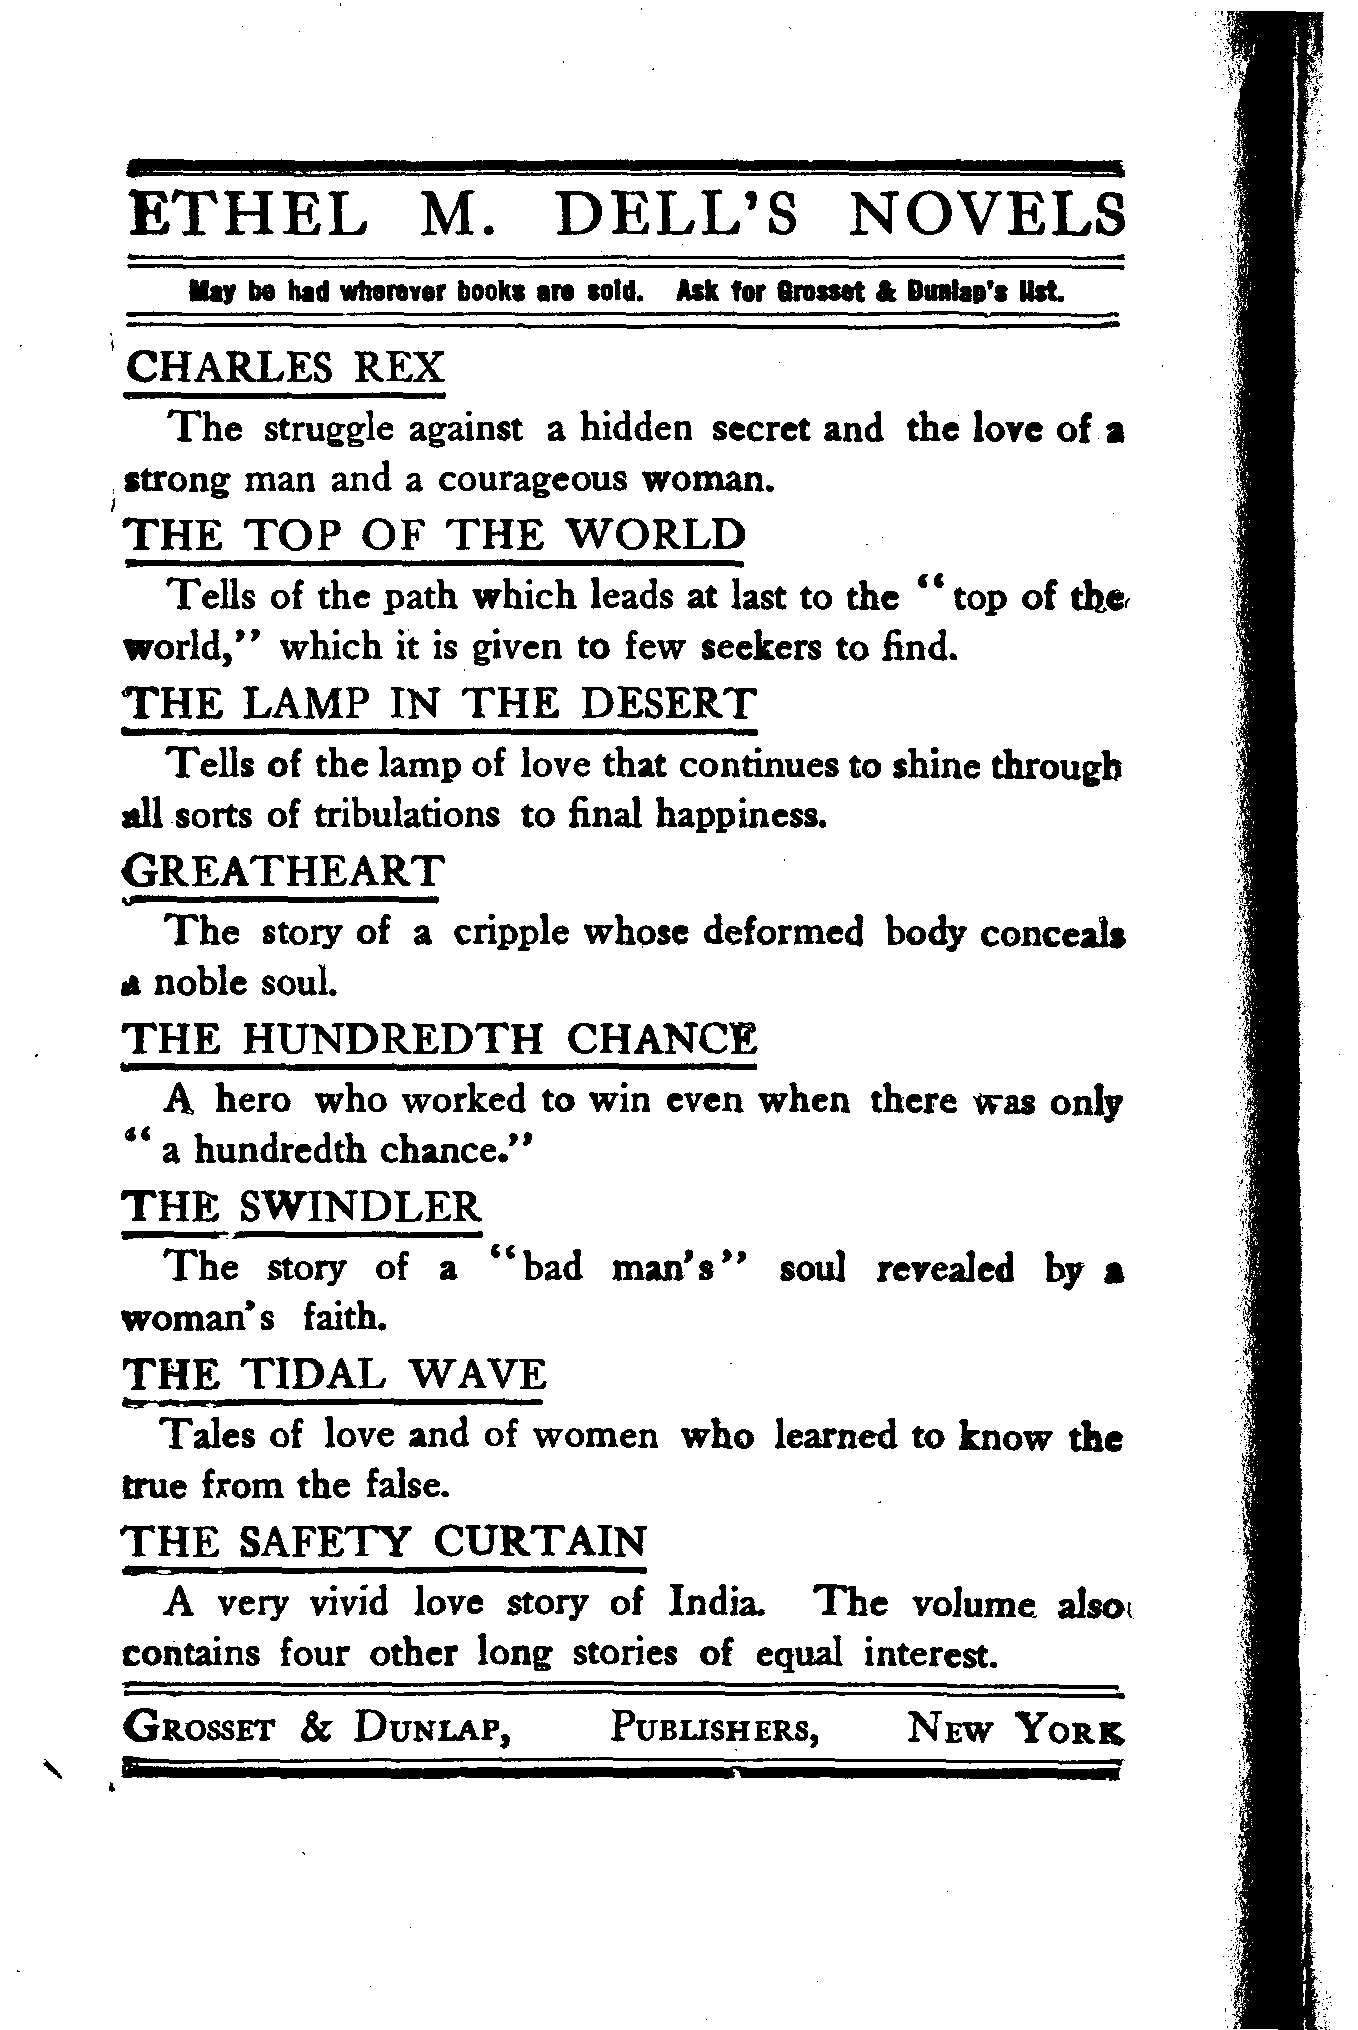 ETHEL M. DELL'S NOVELS
May be had wherever books are sold. Ask for Grosset & Dunlap's list.
CHARLES REX
The struggle against a hidden secret and the love of a
strong man and a courageous woman.
THE TOP OF THE WORLD
Tells of the path which leads at last to the "top of the
world," which it is given to few seekers to find.
THE LAMP IN THE DESERT
Tells of the lamp of love that continues to shine through
all sorts of tribulations to final happiness.
GREATHEART
The story of a cripple whose deformed body conceals
a noble soul.
THE HUNDREDTH CHANCE
A hero who worked to win even when there was only
"a hundredth chance."
THE SWINDLER
The story of a "bad man's" soul revealed by a
woman's faith.
THE TIDAL WAVE
Tales of love and of women who learned to know the
true from the false.
THE SAFETY CURTAIN
A very vivid love story of India. The volume also
contains four other long stories of equal interest.
GROSSET & DUNLAP, PUBLISHERS, NEW YORK